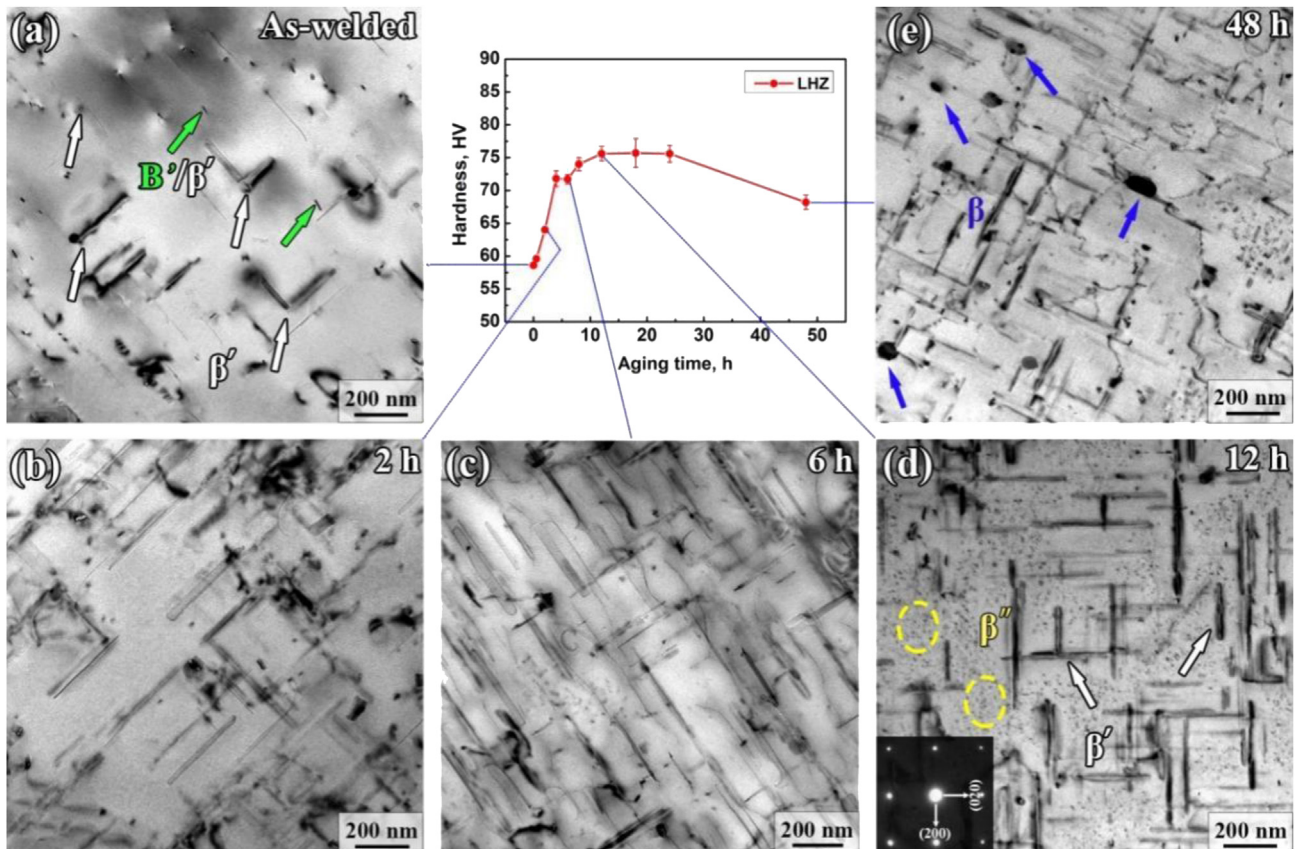 (a)
As-welded
B'/β'
β'
200 nm
90
85
80
75
70
65
60
55
50
Hardness, HV
LHZ
0
10
20
30
40
50
Aging time, h
(e)
48 h
β
200 nm
(b)
2 h
200 nm
(c)
6 h
200 nm
(d)
12 h
β"
β'
(020)
(200)
200 nm